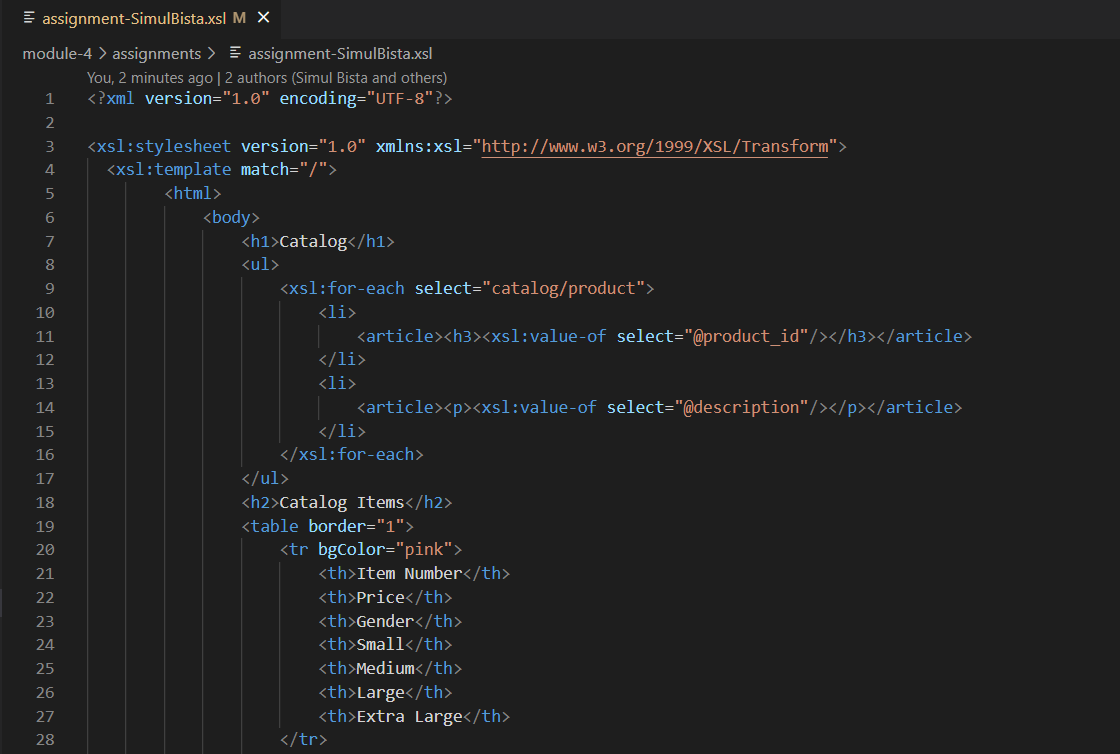 assignment-SimulBista.xsl M
module-4 > assignments > assignment-SimulBista.xsl
You, 2 minutes ago | 2 authors (Simul Bista and others)
1 <?xml version="1.0" encoding="UTF-8"?>
2
3 <xsl:stylesheet version="1.0" xmlns:xsl="http://www.w3.org/1999/XSL/Transform">
4 <xsl:template match="/">
5 <html>
6 <body>
7 <h1>Catalog</h1>
8 <ul>
9 <xsl:for-each select="catalog/product">
10 <li>
11 <article><h3><xsl:value-of select="@product_id"/></h3></article>
12 </li>
13 <li>
14 <article><p><xsl:value-of select="@description"/></p></article>
15 </li>
16 </xsl:for-each>
17 </ul>
18 <h2>Catalog Items</h2>
19 <table border="1">
20 <tr bgColor="pink">
21 <th>Item Number</th>
22 <th>Price</th>
23 <th>Gender</th>
24 <th>Small</th>
25 <th>Medium</th>
26 <th>Large</th>
27 <th>Extra Large</th>
28 </tr>